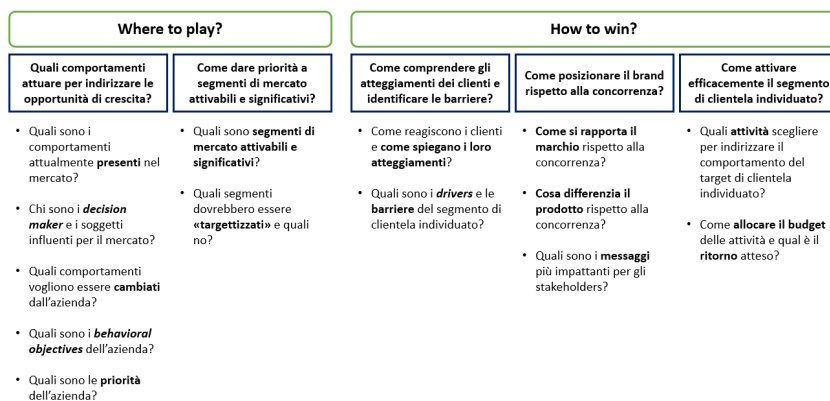 Where to play?
How to win?
Quali comportamenti
attuare per indirizzare le
opportunità di crescita?
Come dare priorità a
segmenti di mercato
attivabili e significativi?
Come comprendere gli
atteggiamenti dei clienti e
identificare le barriere?
Come posizionare il brand
rispetto alla concorrenza?
Come attivare
efficacemente il segmento
di clientela individuato?
• Quali sono i
comportamenti
attualmente presenti nel
mercato?
• Chi sono i decision
maker e i soggetti
influenti per il mercato?
• Quali comportamenti
vogliono essere cambiati
dall'azienda?
• Quali sono i behavioral
objectives dell'azienda?
• Quali sono le priorità
dell'azienda?
• Quali sono segmenti di
mercato attivabili e
significativi?
• Quali segmenti
dovrebbero essere
«targettizzati» e quali
no?
• Come reagiscono i clienti
e come spiegano i loro
atteggiamenti?
• Quali sono i drivers e le
barriere del segmento di
clientela individuato?
• Come si rapporta il
marchio rispetto alla
concorrenza?
• Cosa differenzia il
prodotto rispetto alla
concorrenza?
• Quali sono i messaggi
più impattanti per gli
stakeholders?
• Quali attività scegliere
per indirizzare il
comportamento del
target di clientela
individuato?
• Come allocare il budget
delle attività e qual è il
ritorno atteso?